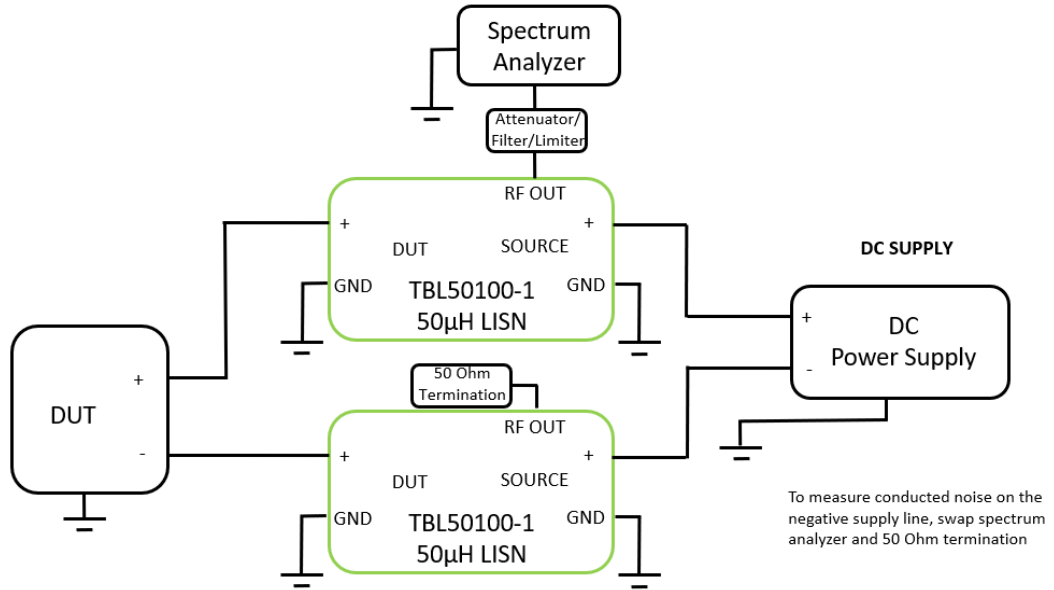 Spectrum
Analyzer
Attenuator/
Filter/Limiter
RF OUT
+
+
DUT
SOURCE
GND
GND
TBL50100-1
50µH LISN
DC SUPPLY
+
DC
Power Supply
-
50 Ohm
Termination
+
DUT
-
RF OUT
+
+
DUT
SOURCE
GND
GND
TBL50100-1
50µH LISN
To measure conducted noise on the
negative supply line, swap spectrum
analyzer and 50 Ohm termination